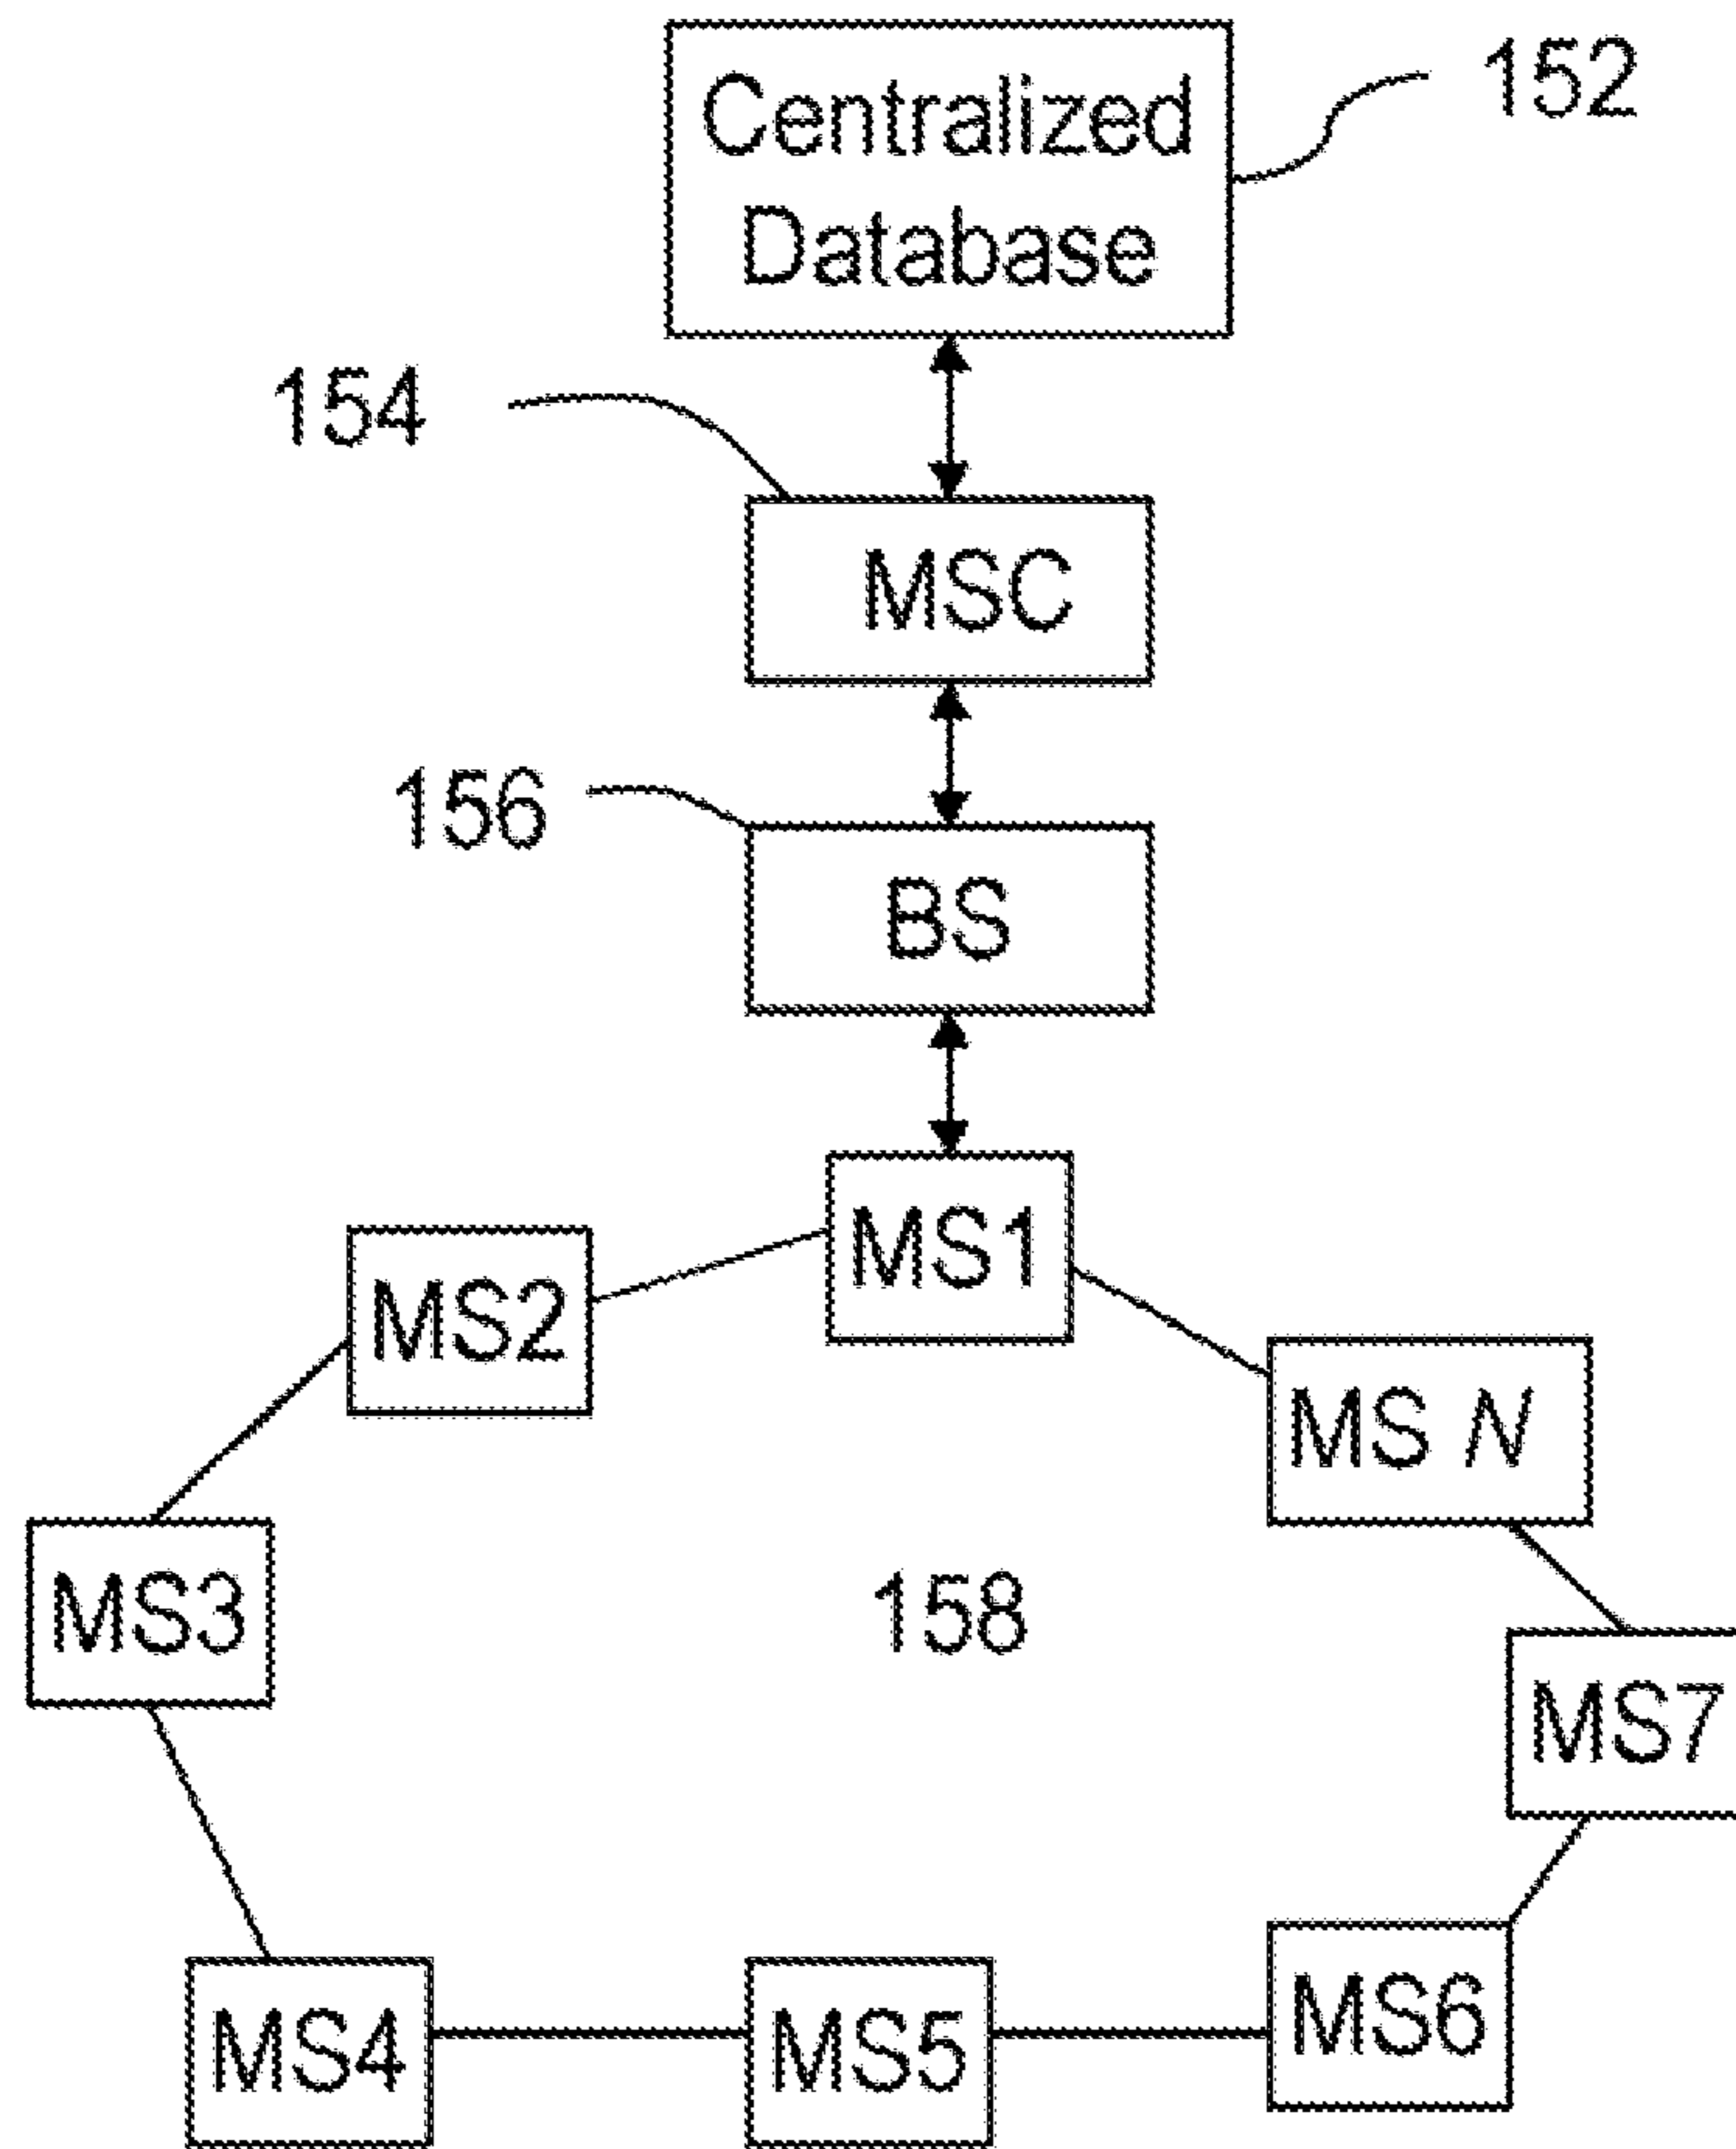 Centralized
Database
152
154
MSC
156
BS
MS1
MS2
MS N
MS3
158
MS7
MS4
MS5
MS6